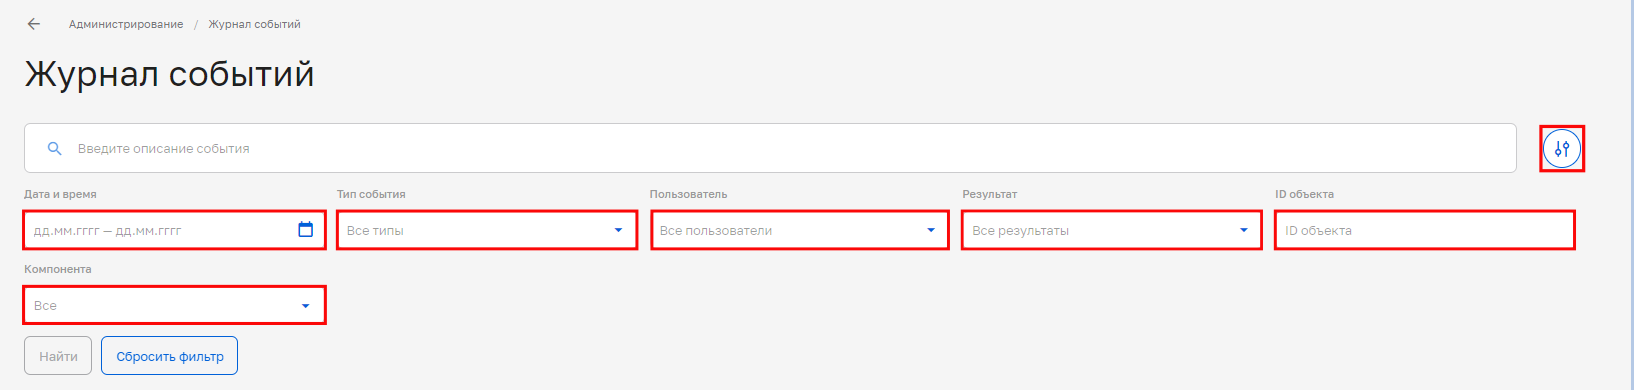 Администрирование / Журнал событий
Журнал событий
Введите описание события
Дата и время Тип события Пользователь Результат ID объекта
дд.мм.гггг — дд.мм.гггг Все типы Все пользователи Все результаты ID объекта
Компонента
Все
Найти Сбросить фильтр